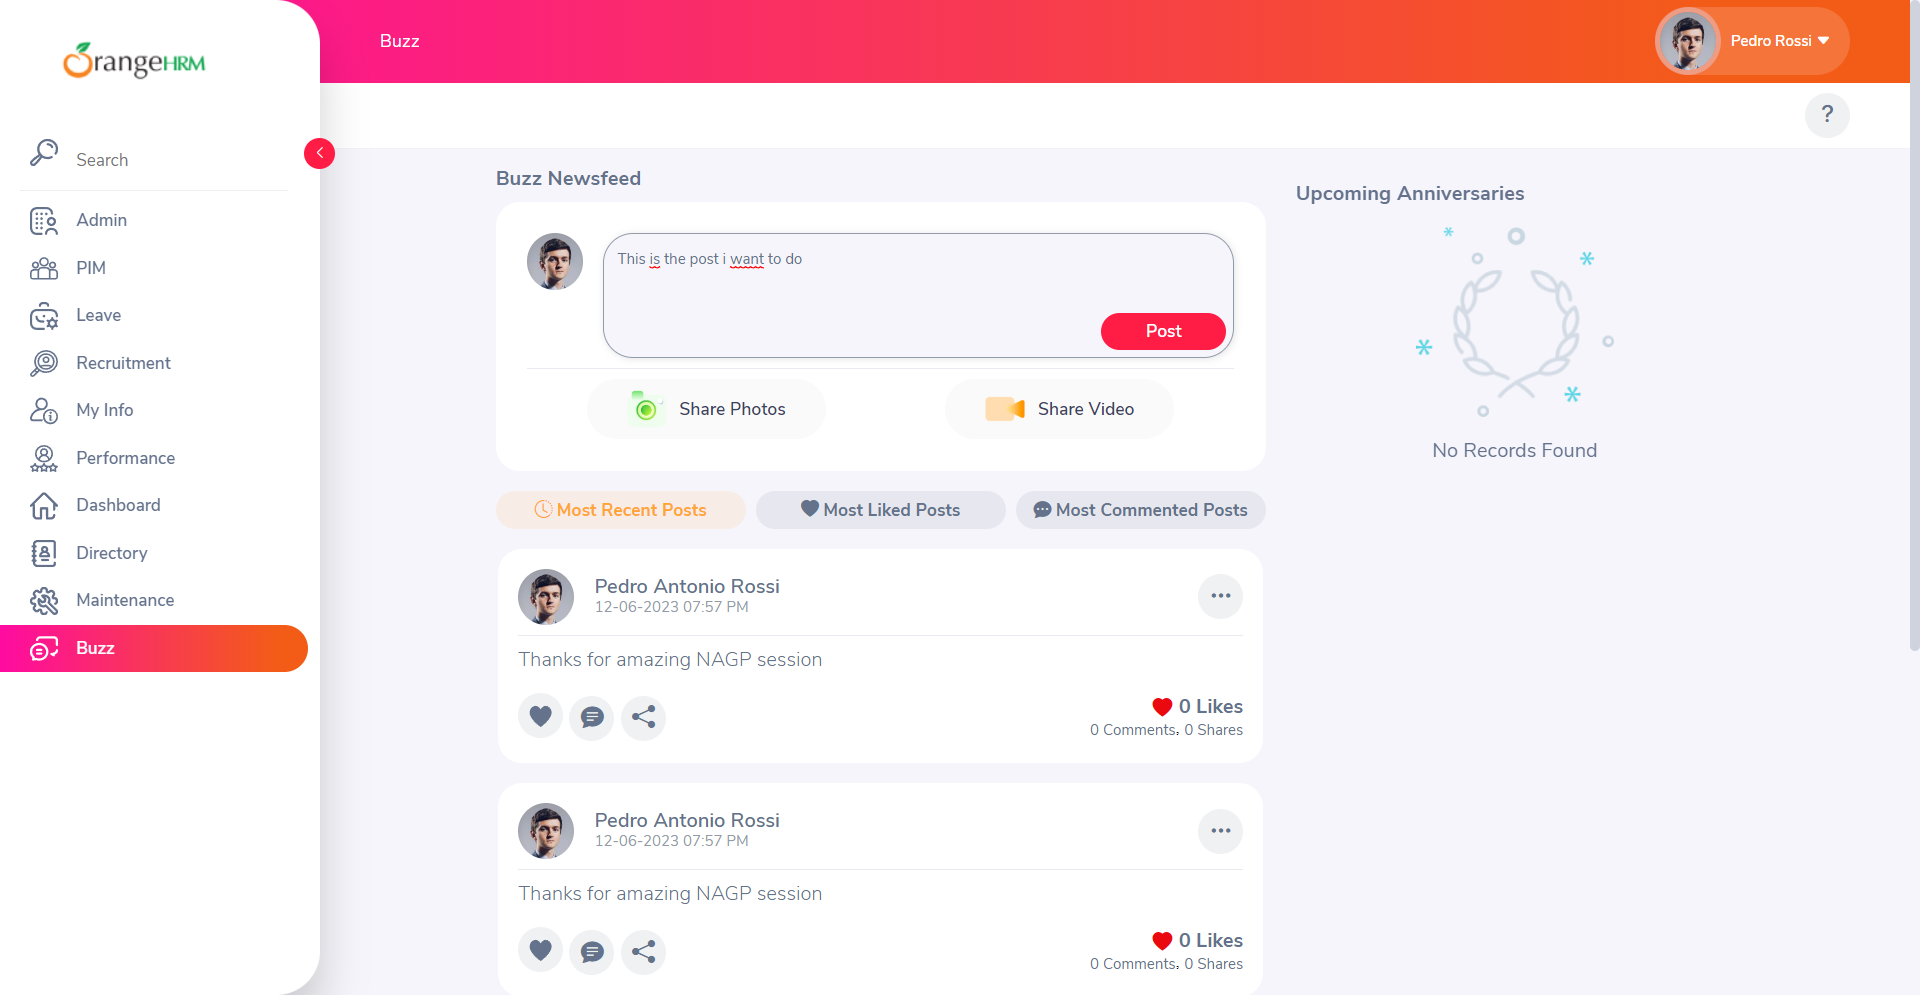 OrangeHRM
Search
Admin
PIM
Leave
Recruitment
My Info
Performance
Dashboard
Directory
Maintenance
Buzz
Buzz
Pedro Rossi
?
Buzz Newsfeed
This is the post i want to do
Post
Share Photos
Share Video
Most Recent Posts
Most Liked Posts
Most Commented Posts
Pedro Antonio Rossi
12-06-2023 07:57 PM
Thanks for amazing NAGP session
0 Likes
0 Comments, 0 Shares
Pedro Antonio Rossi
12-06-2023 07:57 PM
Thanks for amazing NAGP session
0 Likes
0 Comments, 0 Shares
Upcoming Anniversaries
No Records Found